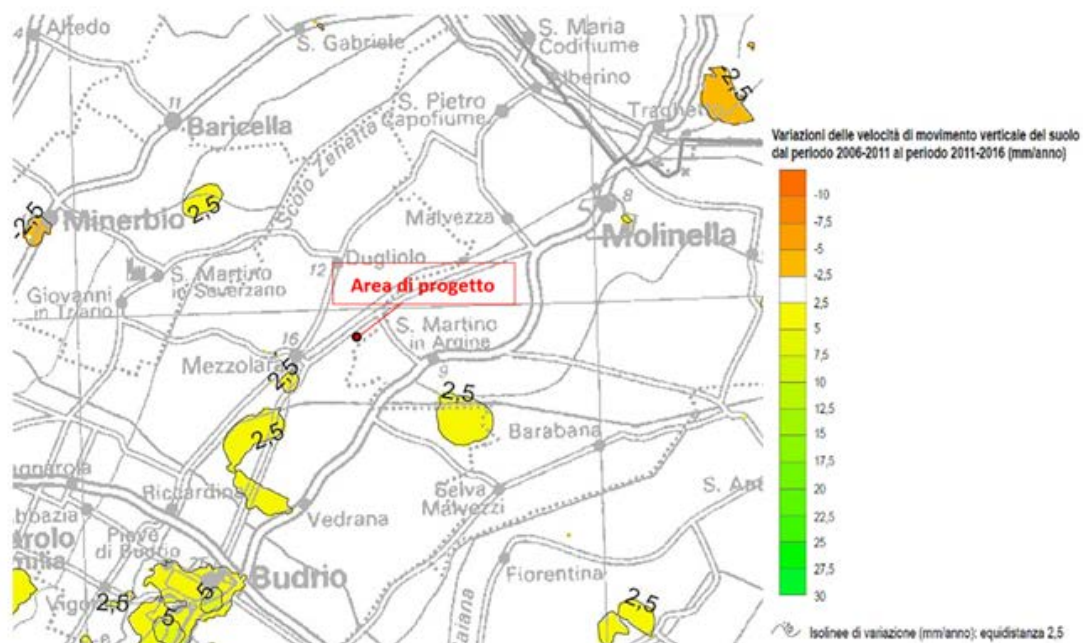 4
Altedo
S. Gabriele
S. Maria
Codifiume
Alberino
-2,5
11
Baricella
S. Pietro
Capofiume
Scolo Zenetta
Variazioni delle velocità di movimento verticale del suolo
dal periodo 2006-2011 al periodo 2011-2016 (mm/anno)
-10
-7,5
-5
-2,5
2,5
5
7,5
10
12,5
15
17,5
20
22,5
25
27,5
30
-2,5
Minerbio
2,5
8
Malvezza
Molinella
12
Dugliolo
S. Martino
in Soverzano
Giovanni
in Triario
Area di progetto
16
Mezzolara
S. Martino
in Argine
9
2,5
2,5
2,5
Barabana
Riccardina
Selva
Malvezzi
Vedrana
S. Ant
Pieve
di Budrio
25
Budrio
Fiorentina
2,5
5
5
2,5
Isolinee di variazione (mm/anno): equidistanza 2,5